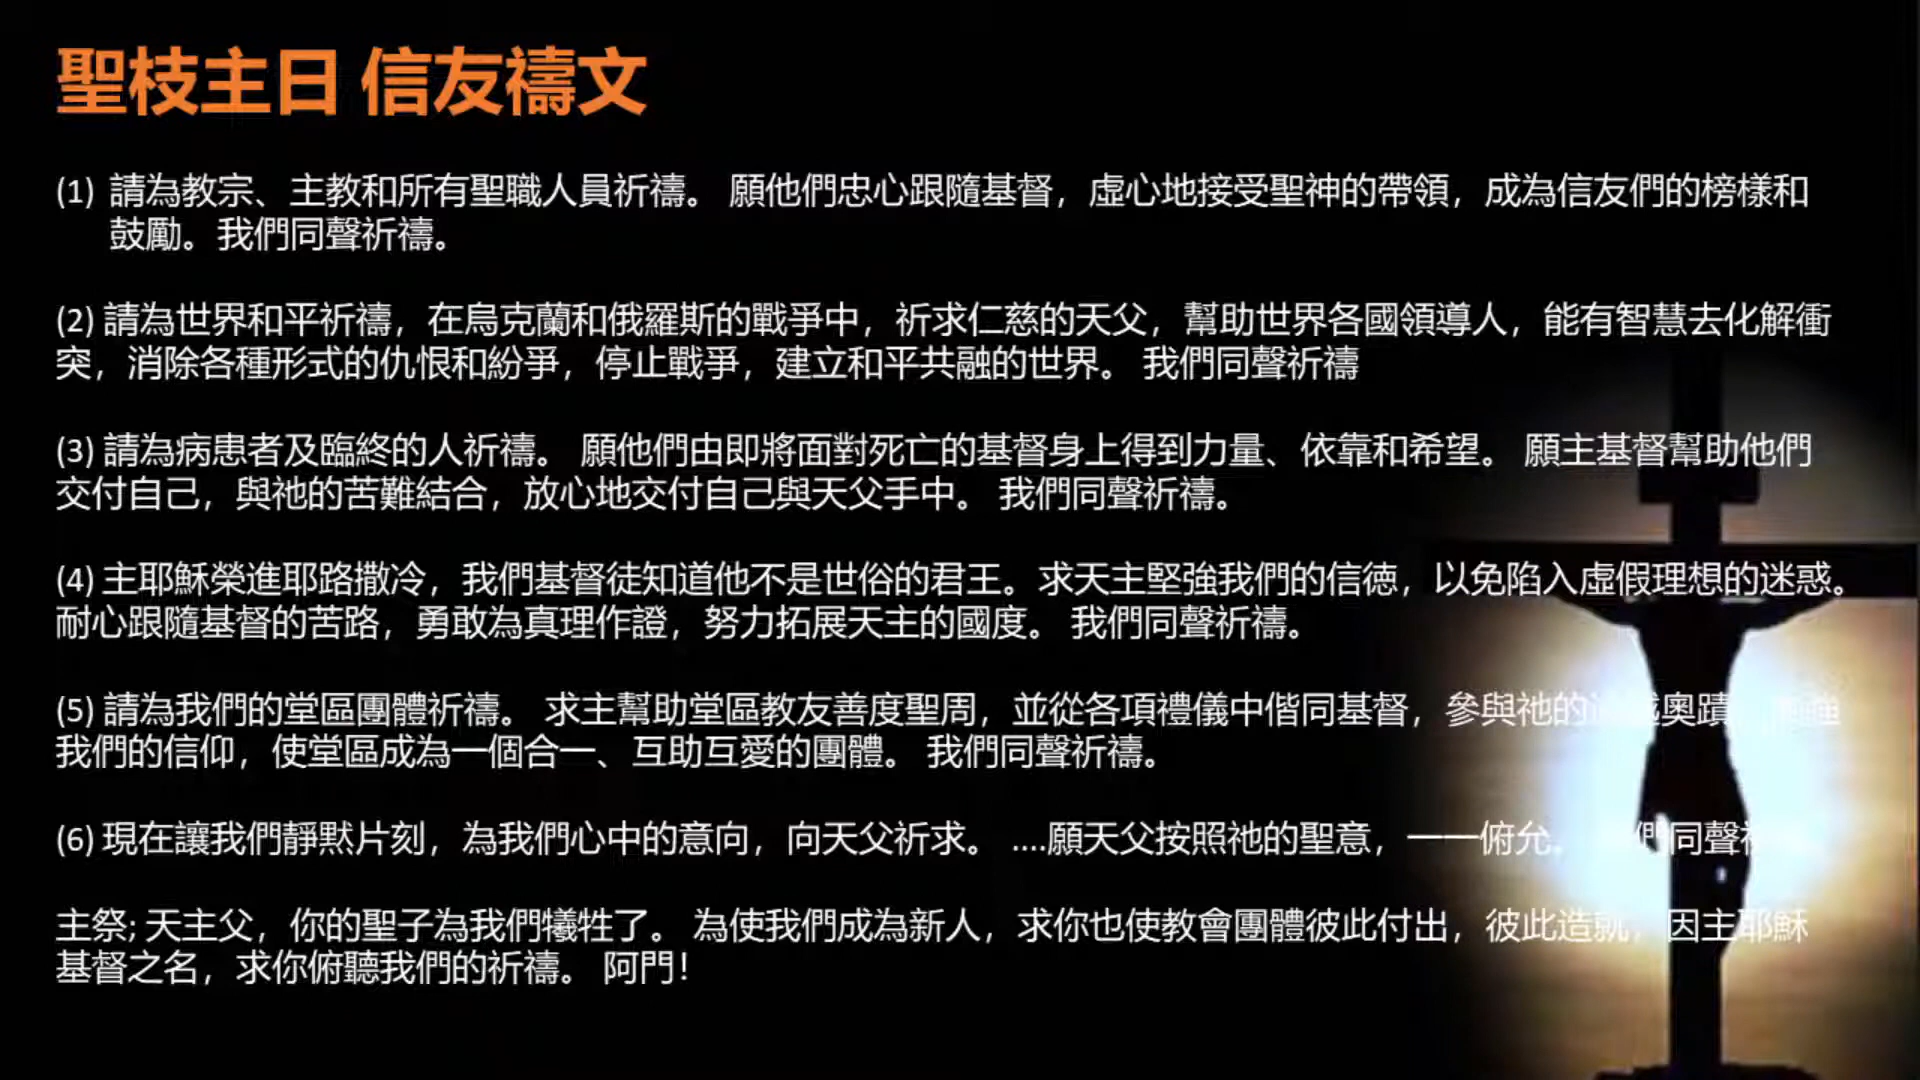 聖枝主日 信友禱文
(1) 請為教宗、主教和所有聖職人員祈禱。 願他們忠心跟隨基督，虛心地接受聖神的帶領，成為信友們的榜樣和
鼓勵。我們同聲祈禱。
(2) 請為世界和平祈禱，在烏克蘭和俄羅斯的戰爭中，祈求仁慈的天父，幫助世界各國領導人，能有智慧去化解衝
突，消除各種形式的仇恨和紛爭，停止戰爭，建立和平共融的世界。 我們同聲祈禱
(3) 請為病患者及臨終的人祈禱。 願他們由即將面對死亡的基督身上得到力量、依靠和希望。 願主基督幫助他們
交付自己，與祂的苦難結合，放心地交付自己與天父手中。 我們同聲祈禱。
(4) 主耶穌榮進耶路撒冷，我們基督徒知道他不是世俗的君王。求天主堅強我們的信徳，以免陷入虛假理想的迷惑。
耐心跟隨基督的苦路，勇敢為真理作證，努力拓展天主的國度。 我們同聲祈禱。
(5) 請為我們的堂區團體祈禱。 求主幫助堂區教友善度聖周，並從各項禮儀中偕同基督，參與祂的奧蹟
我們的信仰，使堂區成為一個合一、互助互愛的團體。 我們同聲祈禱。
(6) 現在讓我們靜默片刻，為我們心中的意向，向天父祈求。 ....願天父按照祂的聖意，一一俯允。 們同聲
主祭; 天主父，你的聖子為我們犧牲了。 為使我們成為新人，求你也使教會團體彼此付出，彼此造就，因主耶穌
基督之名，求你俯聽我們的祈禱。 阿門！